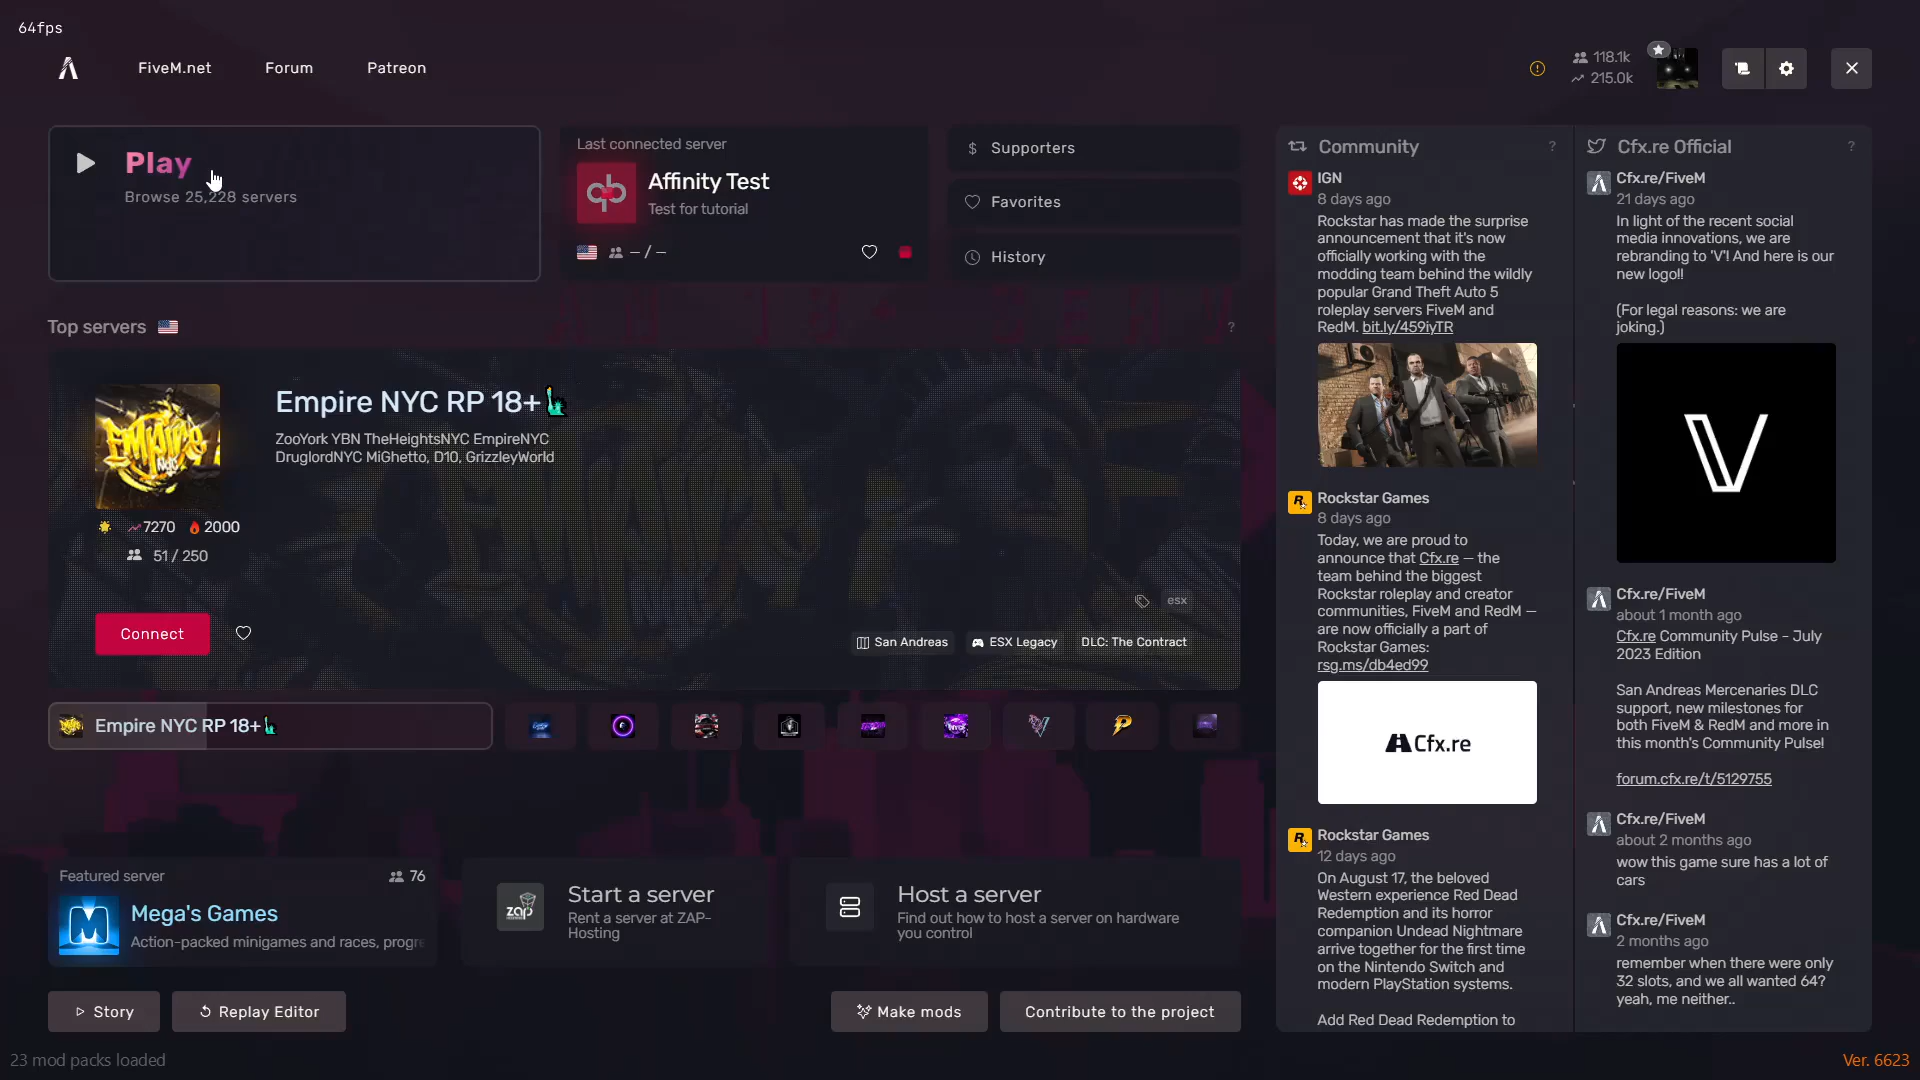 64fps
FiveM.net
Forum
Patreon
118.1k
215.0k
Play
Browse 25,228 servers
Last connected server
Affinity Test
Test for tutorial
– / –
$ Supporters
Favorites
History
Top servers
?
EMPIRE
NYC
Empire NYC RP 18+
ZooYork YBN TheHeightsNYC EmpireNYC
DruglordNYC MiGhetto, D10, GrizzleyWorld
7270
2000
51 / 250
Connect
esx
San Andreas
ESX Legacy
DLC: The Contract
Empire NYC RP 18+
Featured server
76
Mega's Games
Action-packed minigames and races, progre
zap
Start a server
Rent a server at ZAP-
Hosting
Host a server
Find out how to host a server on hardware
you control
Story
Replay Editor
Make mods
Contribute to the project
23 mod packs loaded
Community
?
IGN
8 days ago
Rockstar has made the surprise
announcement that it's now
officially working with the
modding team behind the wildly
popular Grand Theft Auto 5
roleplay servers FiveM and
RedM. bit.ly/459iyTR
Rockstar Games
8 days ago
Today, we are proud to
announce that Cfx.re — the
team behind the biggest
Rockstar roleplay and creator
communities, FiveM and RedM —
are now officially a part of
Rockstar Games:
rsg.ms/db4ed99
Cfx.re
Rockstar Games
12 days ago
On August 17, the beloved
Western experience Red Dead
Redemption and its horror
companion Undead Nightmare
arrive together for the first time
on the Nintendo Switch and
modern PlayStation systems.
Add Red Dead Redemption to
Cfx.re Official
?
Cfx.re/FiveM
21 days ago
In light of the recent social
media innovations, we are
rebranding to 'V'! And here is our
new logo!!
(For legal reasons: we are
joking.)
V
Cfx.re/FiveM
about 1 month ago
Cfx.re Community Pulse - July
2023 Edition
San Andreas Mercenaries DLC
support, new milestones for
both FiveM & RedM and more in
this month's Community Pulse!
forum.cfx.re/t/5129755
Cfx.re/FiveM
about 2 months ago
wow this game sure has a lot of
cars
Cfx.re/FiveM
2 months ago
remember when there were only
32 slots, and we all wanted 64?
yeah, me neither..
Ver. 6623